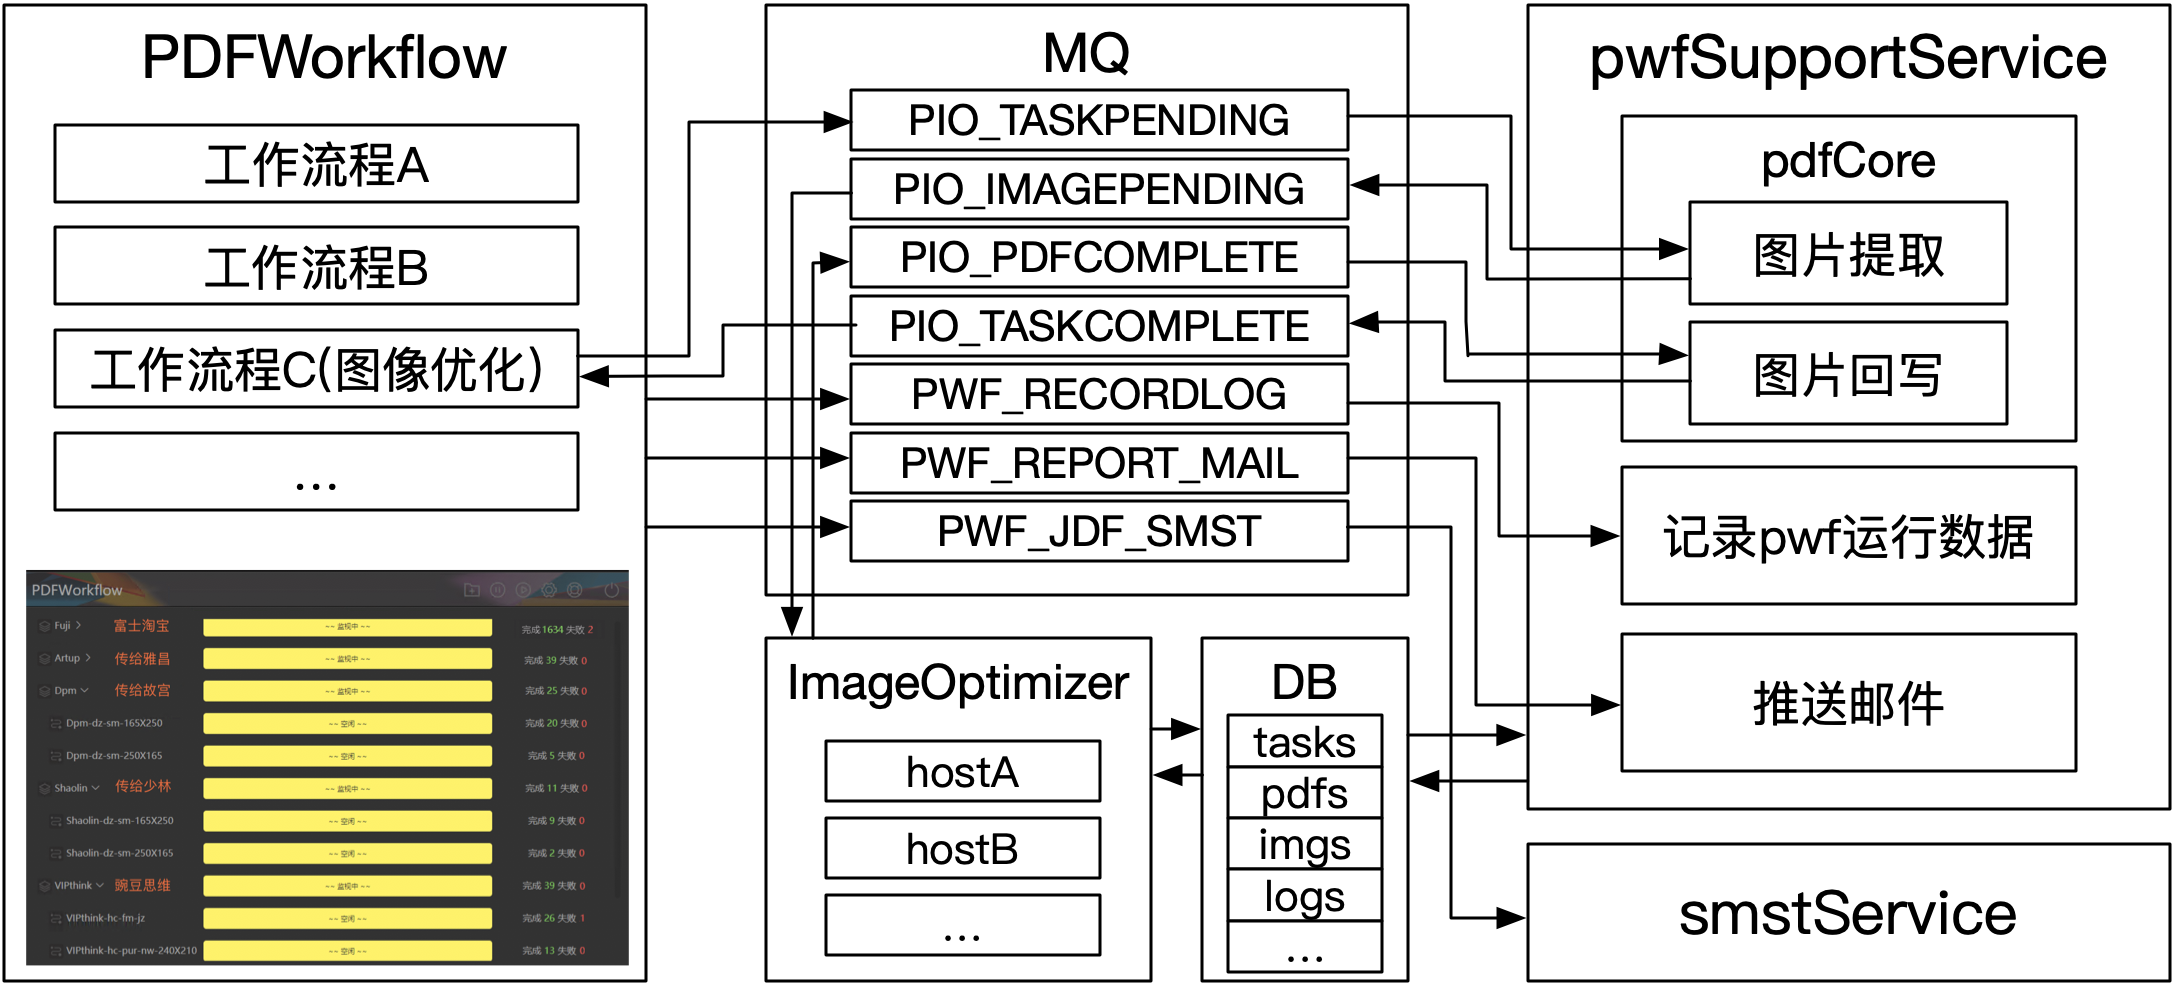 PDFWorkflow
工作流程A
工作流程B
工作流程C(图像优化)
...
PDFWorkflow
Fuji 富士淘宝 ~~ 监视中 ~~ 完成 1634 失败 2
Artup 传给雅昌 ~~ 监视中 ~~ 完成 39 失败 0
Dpm 传给故宫 ~~ 监视中 ~~ 完成 25 失败 0
Dpm-dz-sm-165X250 ~~ 空闲 ~~ 完成 20 失败 0
Dpm-dz-sm-250X165 ~~ 空闲 ~~ 完成 5 失败 0
Shaolin 传给少林 ~~ 监视中 ~~ 完成 11 失败 0
Shaolin-dz-sm-165X250 ~~ 空闲 ~~ 完成 9 失败 0
Shaolin-dz-sm-250X165 ~~ 空闲 ~~ 完成 2 失败 0
VIPthink 豌豆思维 ~~ 监视中 ~~ 完成 39 失败 0
VIPthink-hc-fm-jz ~~ 空闲 ~~ 完成 26 失败 1
VIPthink-hc-pur-nw-240X210 ~~ 空闲 ~~ 完成 13 失败 0
MQ
PIO_TASKPENDING
PIO_IMAGEPENDING
PIO_PDFCOMPLETE
PIO_TASKCOMPLETE
PWF_RECORDLOG
PWF_REPORT_MAIL
PWF_JDF_SMST
ImageOptimizer
hostA
hostB
...
DB
tasks
pdfs
imgs
logs
...
pwfSupportService
pdfCore
图片提取
图片回写
记录pwf运行数据
推送邮件
smstService